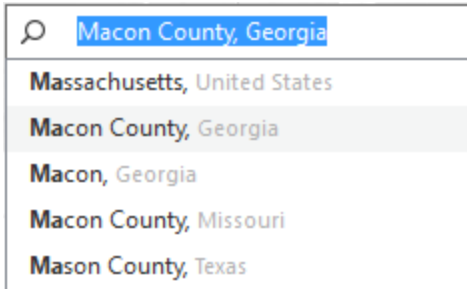 Macon County, Georgia
Massachusetts, United States
Macon County, Georgia
Macon, Georgia
Macon County, Missouri
Mason County, Texas